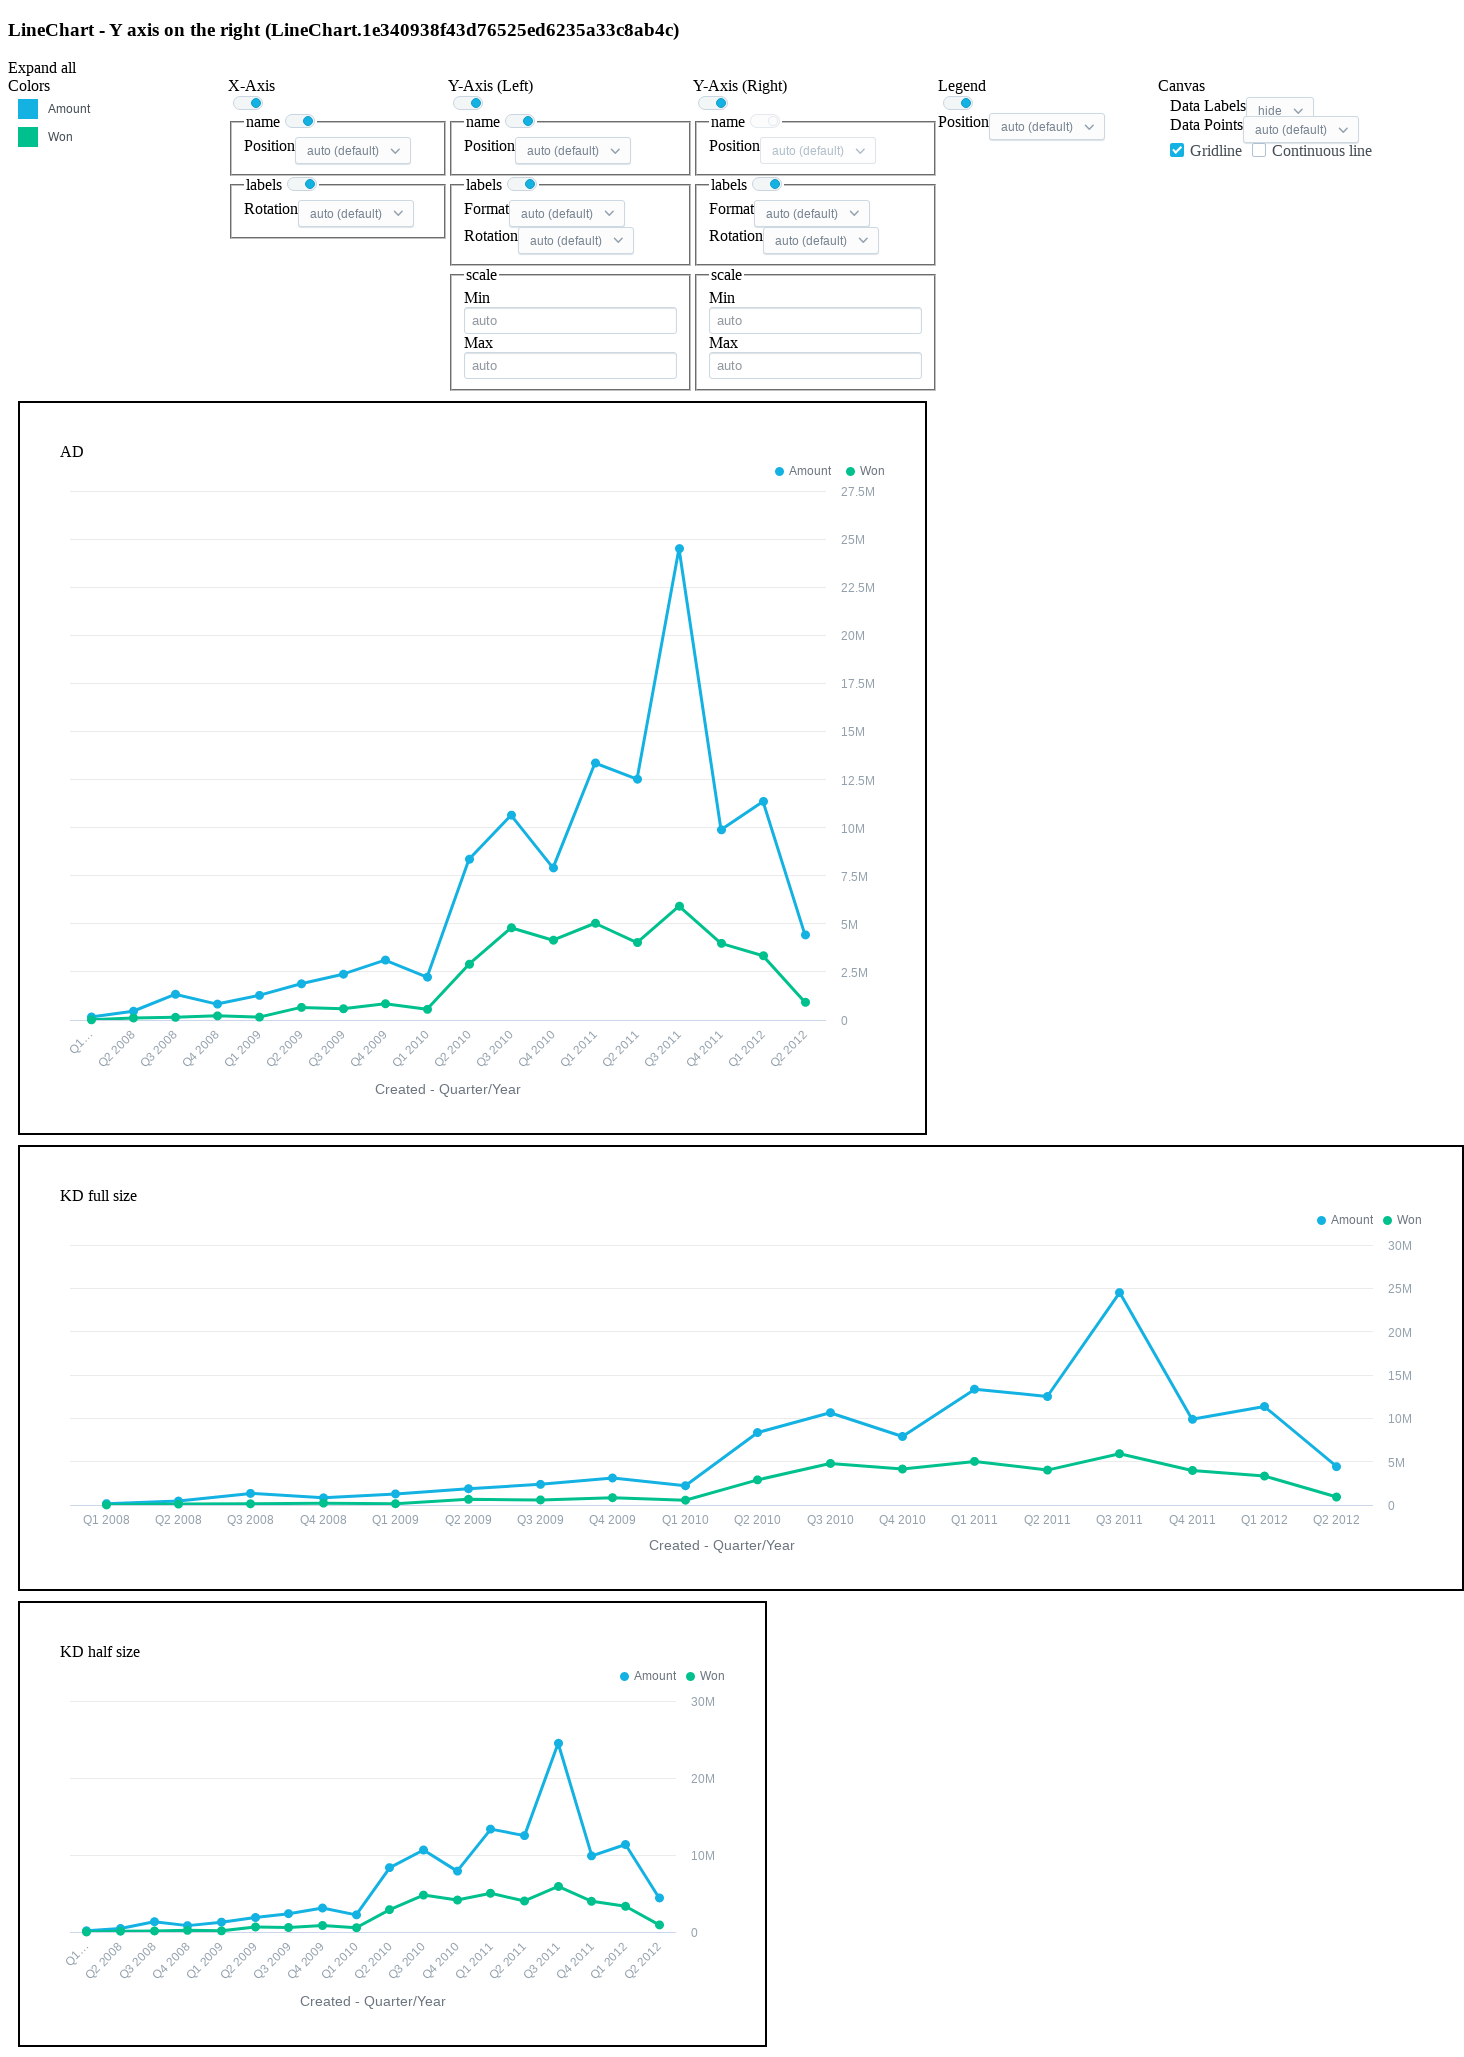 LineChart - Y axis on the right (LineChart.1e340938f43d76525ed6235a33c8ab4c)
Expand all
Colors
Amount
Won
X-Axis
name
Position auto (default)
labels
Rotation auto (default)
Y-Axis (Left)
name
Position auto (default)
labels
Format auto (default)
Rotation auto (default)
scale
Min
auto
Max
auto
Y-Axis (Right)
name
Position auto (default)
labels
Format auto (default)
Rotation auto (default)
scale
Min
auto
Max
auto
Legend
Position auto (default)
Canvas
Data Labels hide
Data Points auto (default)
Gridline Continuous line
AD
Amount Won
27.5M
25M
22.5M
20M
17.5M
15M
12.5M
10M
7.5M
5M
2.5M
0
Q1… Q2 2008 Q3 2008 Q4 2008 Q1 2009 Q2 2009 Q3 2009 Q4 2009 Q1 2010 Q2 2010 Q3 2010 Q4 2010 Q1 2011 Q2 2011 Q3 2011 Q4 2011 Q1 2012 Q2 2012
Created - Quarter/Year
KD full size
Amount Won
30M
25M
20M
15M
10M
5M
0
Q1 2008 Q2 2008 Q3 2008 Q4 2008 Q1 2009 Q2 2009 Q3 2009 Q4 2009 Q1 2010 Q2 2010 Q3 2010 Q4 2010 Q1 2011 Q2 2011 Q3 2011 Q4 2011 Q1 2012 Q2 2012
Created - Quarter/Year
KD half size
Amount Won
30M
20M
10M
0
Q1… Q2 2008 Q3 2008 Q4 2008 Q1 2009 Q2 2009 Q3 2009 Q4 2009 Q1 2010 Q2 2010 Q3 2010 Q4 2010 Q1 2011 Q2 2011 Q3 2011 Q4 2011 Q1 2012 Q2 2012
Created - Quarter/Year